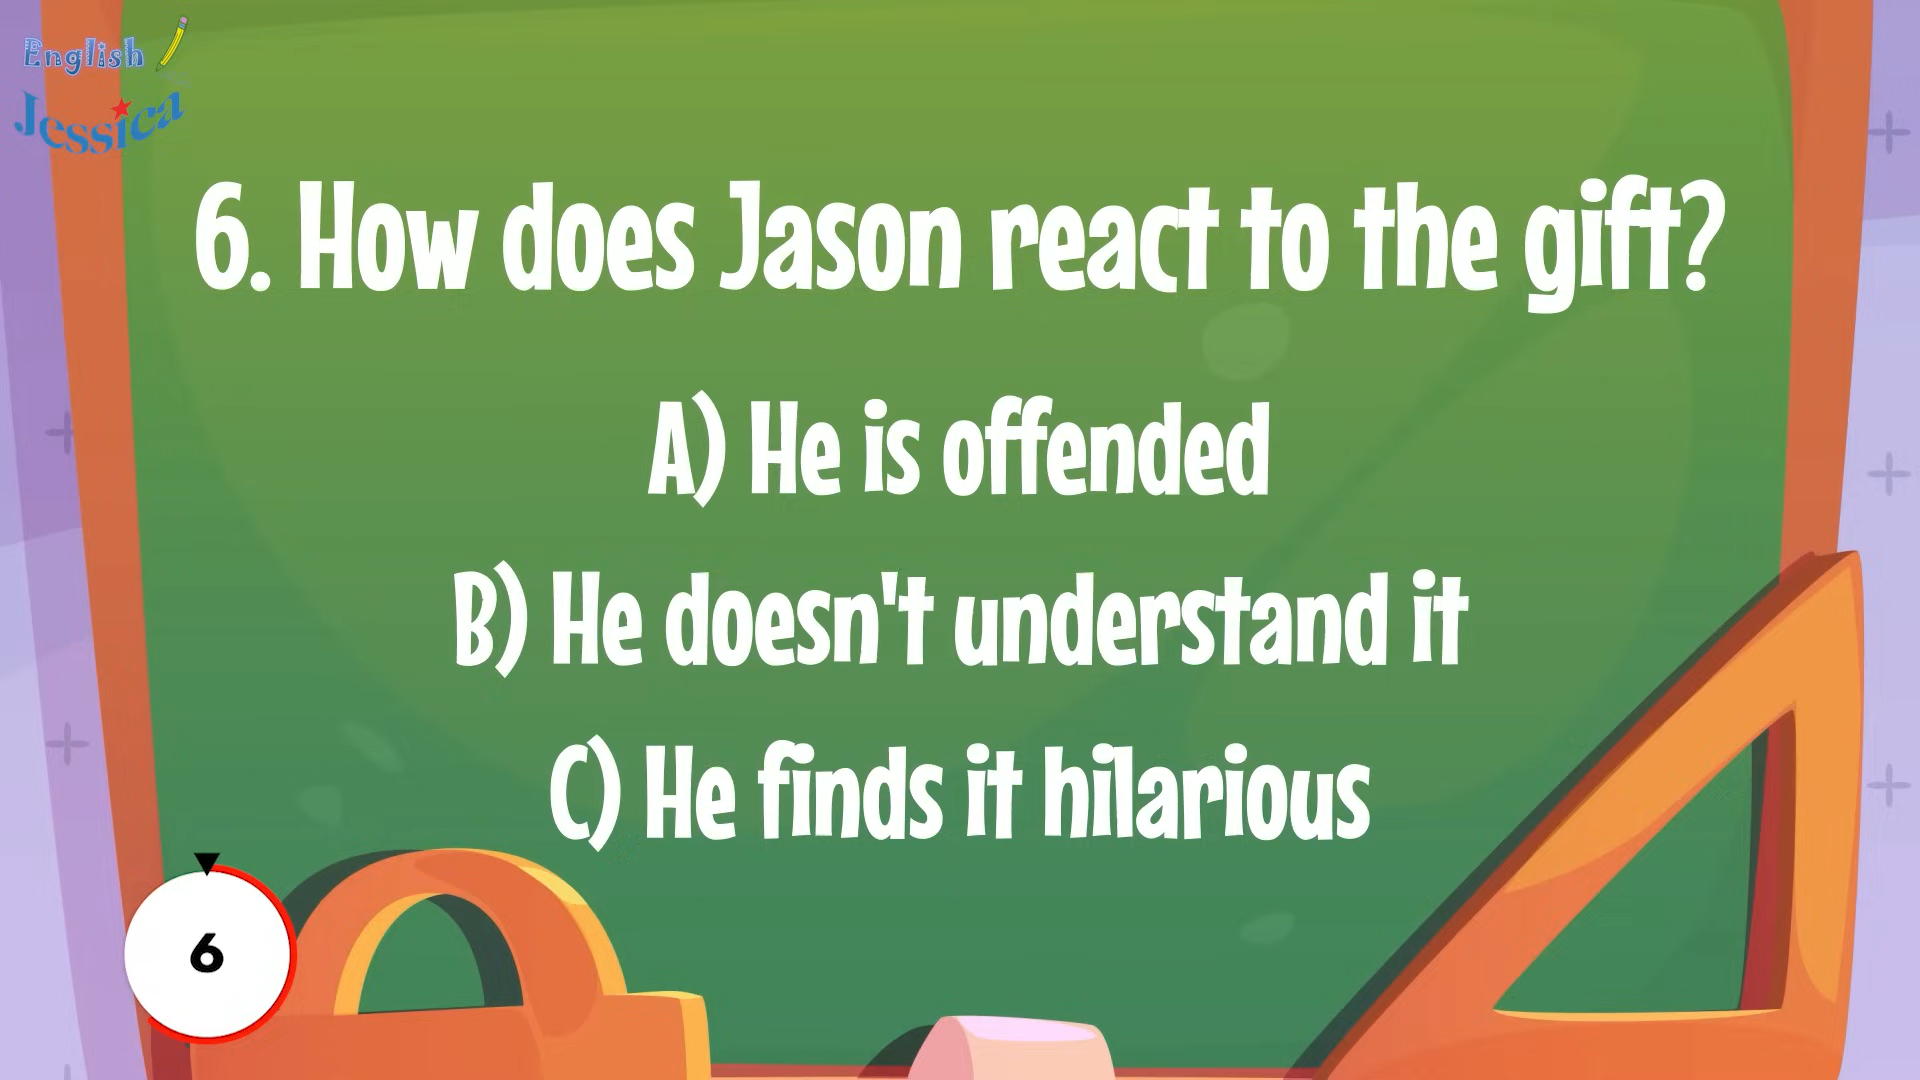 English
Jessica
6. How does Jason react to the gift?
A) He is offended
B) He doesn't understand it
C) He finds it hilarious
6